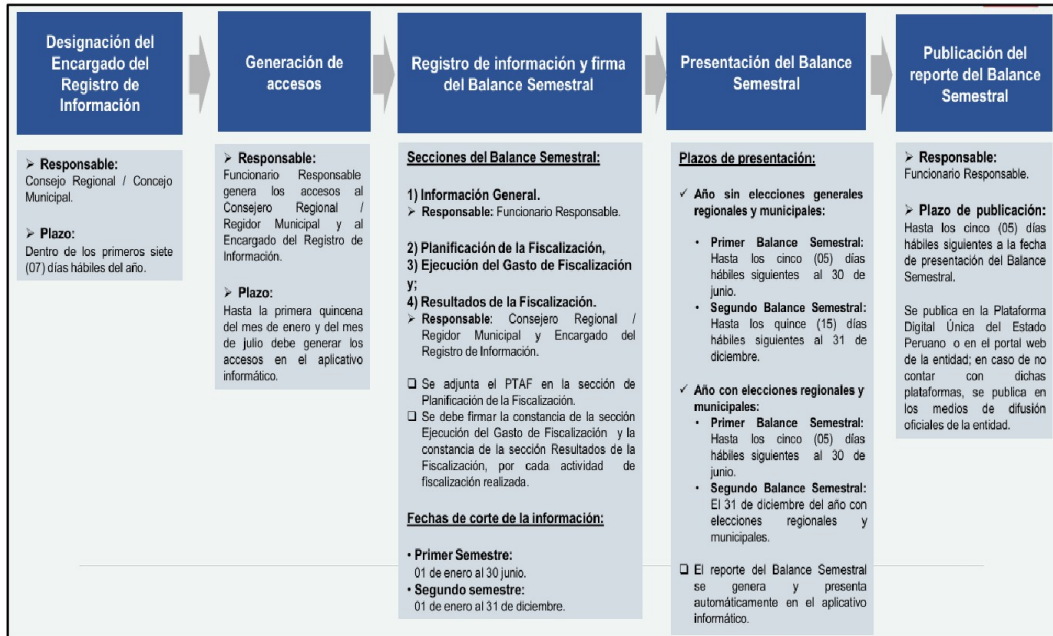 Designación del
Encargado del
Registro de
Información
Generación de
accesos
Registro de información y firma
del Balance Semestral
Presentación del Balance
Semestral
Publicación del
reporte del Balance
Semestral
➢ Responsable:
Consejo Regional / Concejo
Municipal.
➢ Plazo:
Dentro de los primeros siete
(07) días hábiles del año.
➢ Responsable:
Funcionario Responsable
genera los accesos al
Consejero Regional /
Regidor Municipal y al
Encargado del Registro de
Información.
➢ Plazo:
Hasta la primera quincena
del mes de enero y del mes
de julio debe generar los
accesos en el aplicativo
informático.
Secciones del Balance Semestral:
1) Información General.
➢ Responsable: Funcionario Responsable.
2) Planificación de la Fiscalización,
3) Ejecución del Gasto de Fiscalización
y;
4) Resultados de la Fiscalización.
➢ Responsable: Consejero Regional /
Regidor Municipal y Encargado del
Registro de Información.
❑ Se adjunta el PTAF en la sección de
Planificación de la Fiscalización.
❑ Se debe firmar la constancia de la sección
Ejecución del Gasto de Fiscalización y la
constancia de la sección Resultados de la
Fiscalización, por cada actividad de
fiscalización realizada.
Fechas de corte de la información:
• Primer Semestre:
01 de enero al 30 junio.
• Segundo semestre:
01 de enero al 31 de diciembre.
Plazos de presentación:
✓ Año sin elecciones generales
regionales y municipales:
• Primer Balance Semestral:
Hasta los cinco (05) días
hábiles siguientes al 30 de
junio.
• Segundo Balance Semestral:
Hasta los quince (15) días
hábiles siguientes al 31 de
diciembre.
✓ Año con elecciones regionales y
municipales:
• Primer Balance Semestral:
Hasta los cinco (05) días
hábiles siguientes al 30 de
junio.
• Segundo Balance Semestral:
El 31 de diciembre del año con
elecciones regionales y
municipales.
❑ El reporte del Balance Semestral
se genera y presenta
automáticamente en el aplicativo
informático.
➢ Responsable:
Funcionario Responsable.
➢ Plazo de publicación:
Hasta los cinco (05) días
hábiles siguientes a la fecha
de presentación del Balance
Semestral.
Se publica en la Plataforma
Digital Única del Estado
Peruano o en el portal web
de la entidad; en caso de no
contar con dichas
plataformas, se publica en
los medios de difusión
oficiales de la entidad.